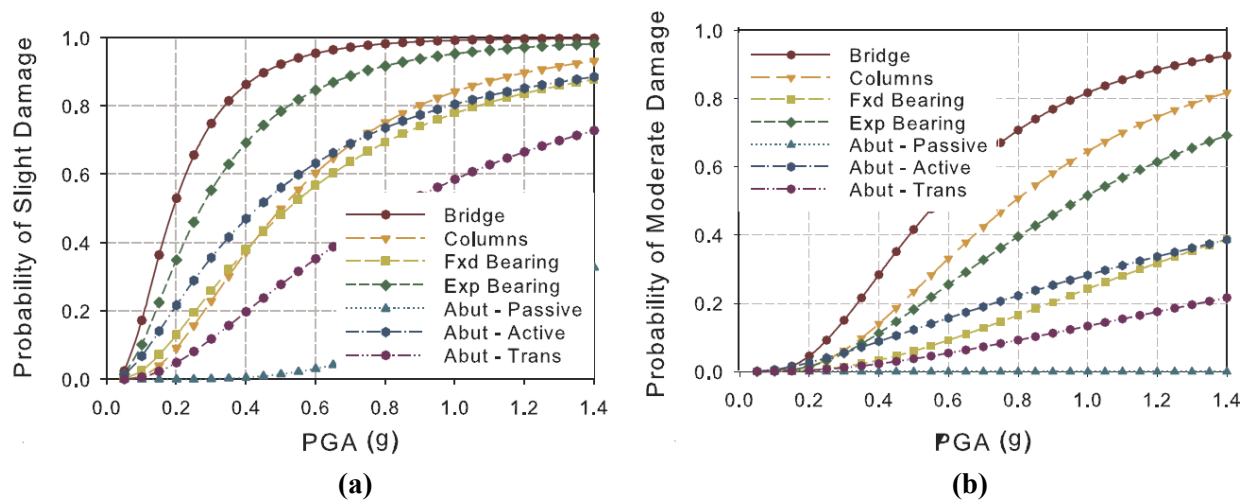 Probability of Slight Damage
1.0
0.8
0.6
0.4
0.2
0.0
Bridge
Columns
Fxd Bearing
Exp Bearing
Abut - Passive
Abut - Active
Abut - Trans
0.0 0.2 0.4 0.6 0.8 1.0 1.2 1.4
PGA (g)
(a)
Probability of Moderate Damage
1.0
0.8
0.6
0.4
0.2
0.0
Bridge
Columns
Fxd Bearing
Exp Bearing
Abut - Passive
Abut - Active
Abut - Trans
0.0 0.2 0.4 0.6 0.8 1.0 1.2 1.4
PGA (g)
(b)